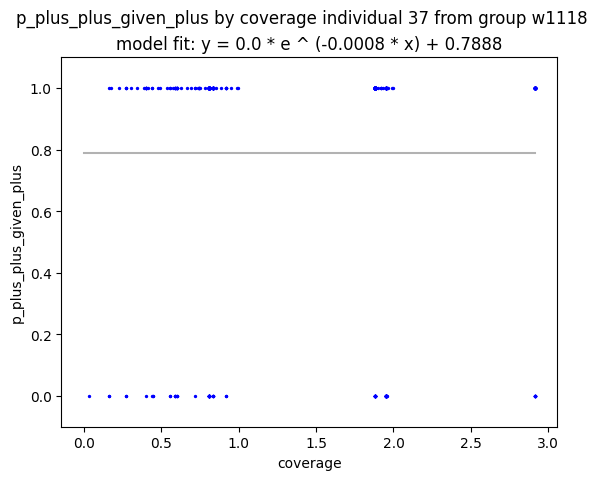 p_plus_plus_given_plus by coverage individual 37 from group w1118
model fit: y = 0.0 * e ^ (-0.0008 * x) + 0.7888
p_plus_plus_given_plus
1.0
0.8
0.6
0.4
0.2
0.0
0.0 0.5 1.0 1.5 2.0 2.5 3.0
coverage